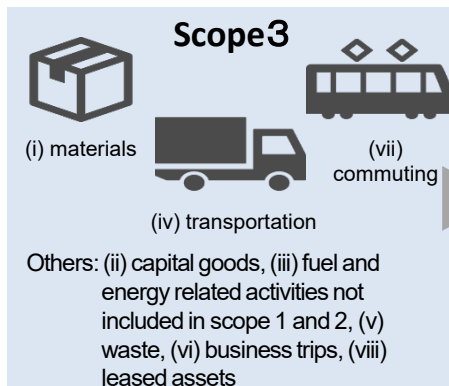 Scope３
(i) materials
(vii)
commuting
(iv) transportation
Others: (ii) capital goods, (iii) fuel and
energy related activities not
included in scope 1 and 2, (v)
waste, (vi) business trips, (viii)
leased assets